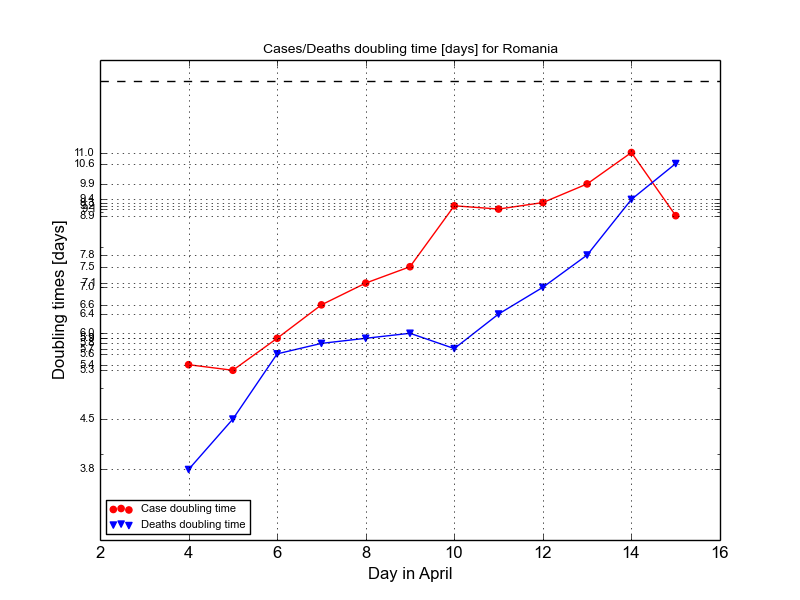 Cases/Deaths doubling time [days] for Romania
Doubling times [days]
11.0
10.6
9.9
9.4
8.9
7.8
7.5
7.0
6.6
6.4
6.0
5.6
5.4
5.3
4.5
3.8
Case doubling time
Deaths doubling time
2 4 6 8 10 12 14 16
Day in April